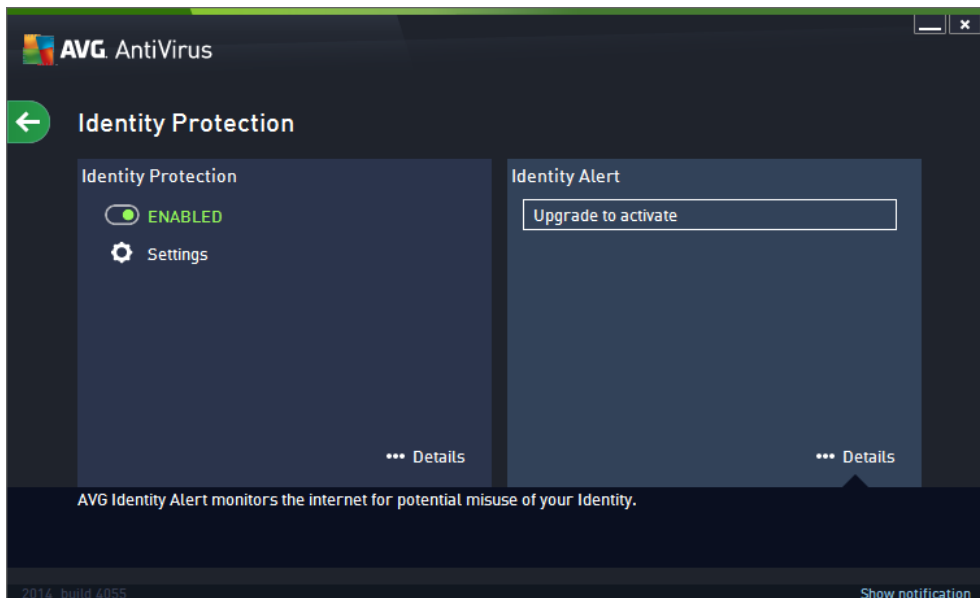 AVG. AntiVirus
Identity Protection
Identity Protection
ENABLED
Settings
Details
Identity Alert
Upgrade to activate
Details
AVG Identity Alert monitors the internet for potential misuse of your Identity.
2014 build 4055
Show notification